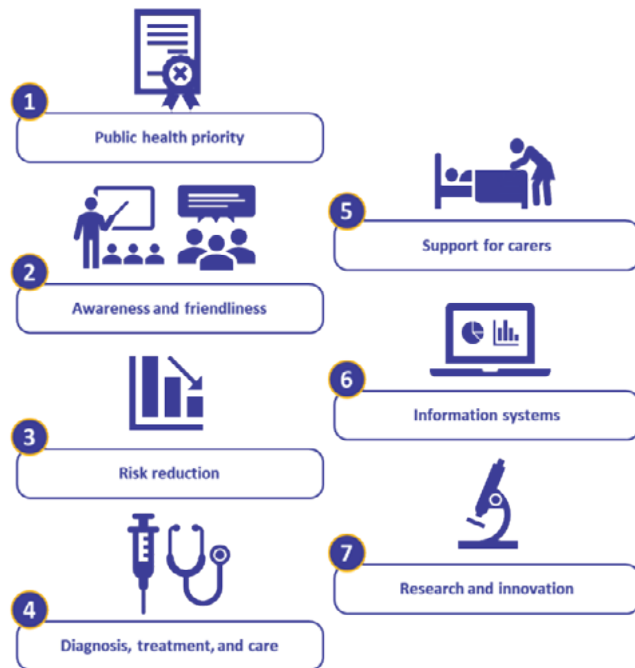 1
Public health priority
2
Awareness and friendliness
3
Risk reduction
4
Diagnosis, treatment, and care
5
Support for carers
6
Information systems
7
Research and innovation